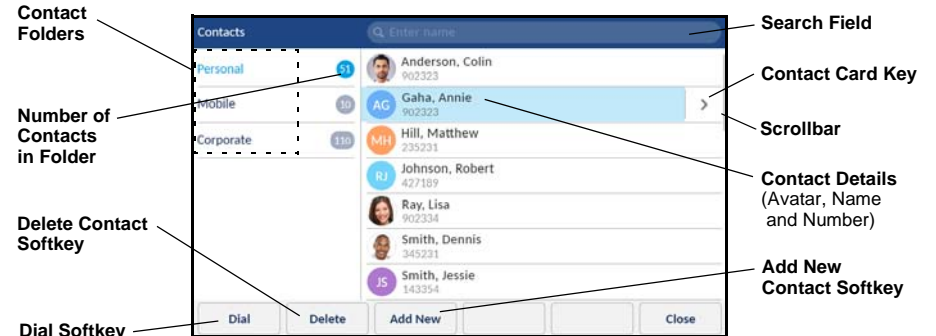 Contact
Folders
Number of
Contacts
in Folder
Delete Contact
Softkey
Dial Softkey
Contacts
Enter name
Personal
51
Mobile
10
Corporate
110
Anderson, Colin
902323
AG
Gaha, Annie
902323
MH
Hill, Matthew
235231
RJ
Johnson, Robert
427189
Ray, Lisa
902334
Smith, Dennis
345231
JS
Smith, Jessie
143354
Dial
Delete
Add New
Close
Search Field
Contact Card Key
Scrollbar
Contact Details
(Avatar, Name
and Number)
Add New
Contact Softkey